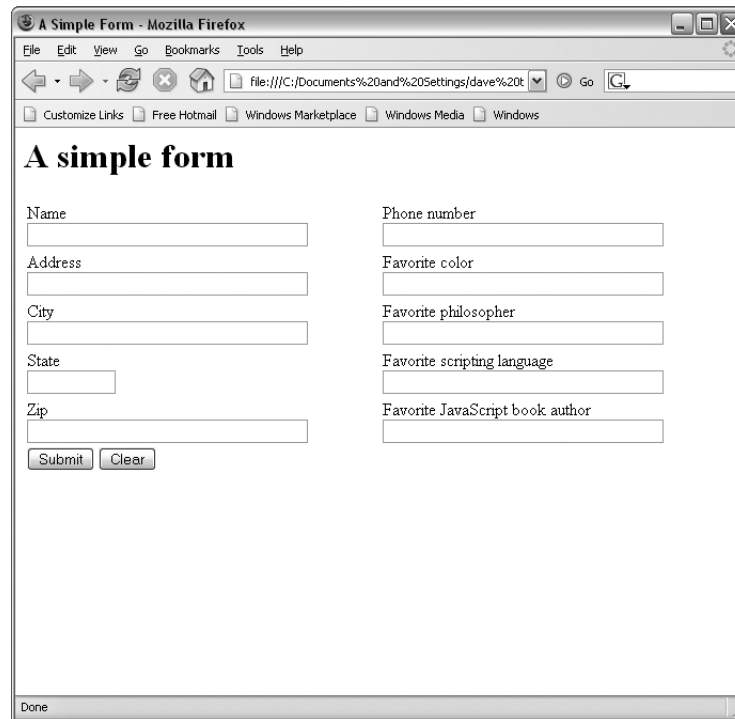 A Simple Form - Mozilla Firefox
File Edit View Go Bookmarks Tools Help
file:///C:/Documents%20and%20Settings/dave%20t Go G
Customize Links Free Hotmail Windows Marketplace Windows Media Windows
A simple form
Name
Address
City
State
Zip
Submit Clear
Phone number
Favorite color
Favorite philosopher
Favorite scripting language
Favorite JavaScript book author
Done